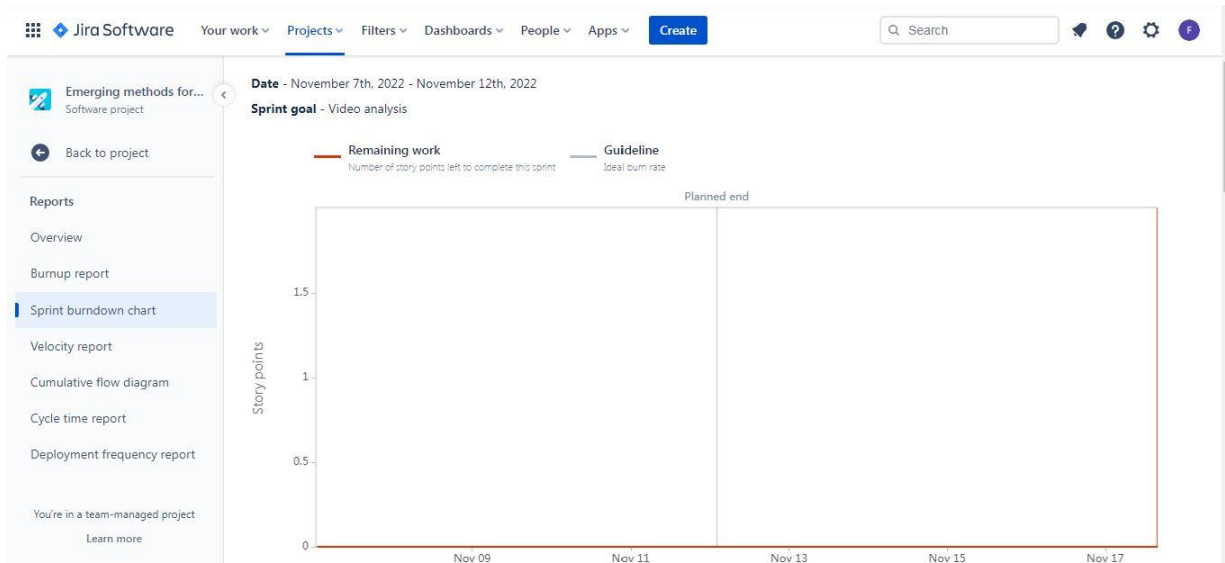 Jira Software Your work Projects Filters Dashboards People Apps Create Search F
Emerging methods for...
Software project
Back to project
Reports
Overview
Burnup report
Sprint burndown chart
Velocity report
Cumulative flow diagram
Cycle time report
Deployment frequency report
You're in a team-managed project
Learn more
Date - November 7th, 2022 - November 12th, 2022
Sprint goal - Video analysis
Remaining work
Number of story points left to complete this sprint
Guideline
Ideal burn rate
Planned end
Story points
1.5
1
0.5
0
Nov 09 Nov 11 Nov 13 Nov 15 Nov 17